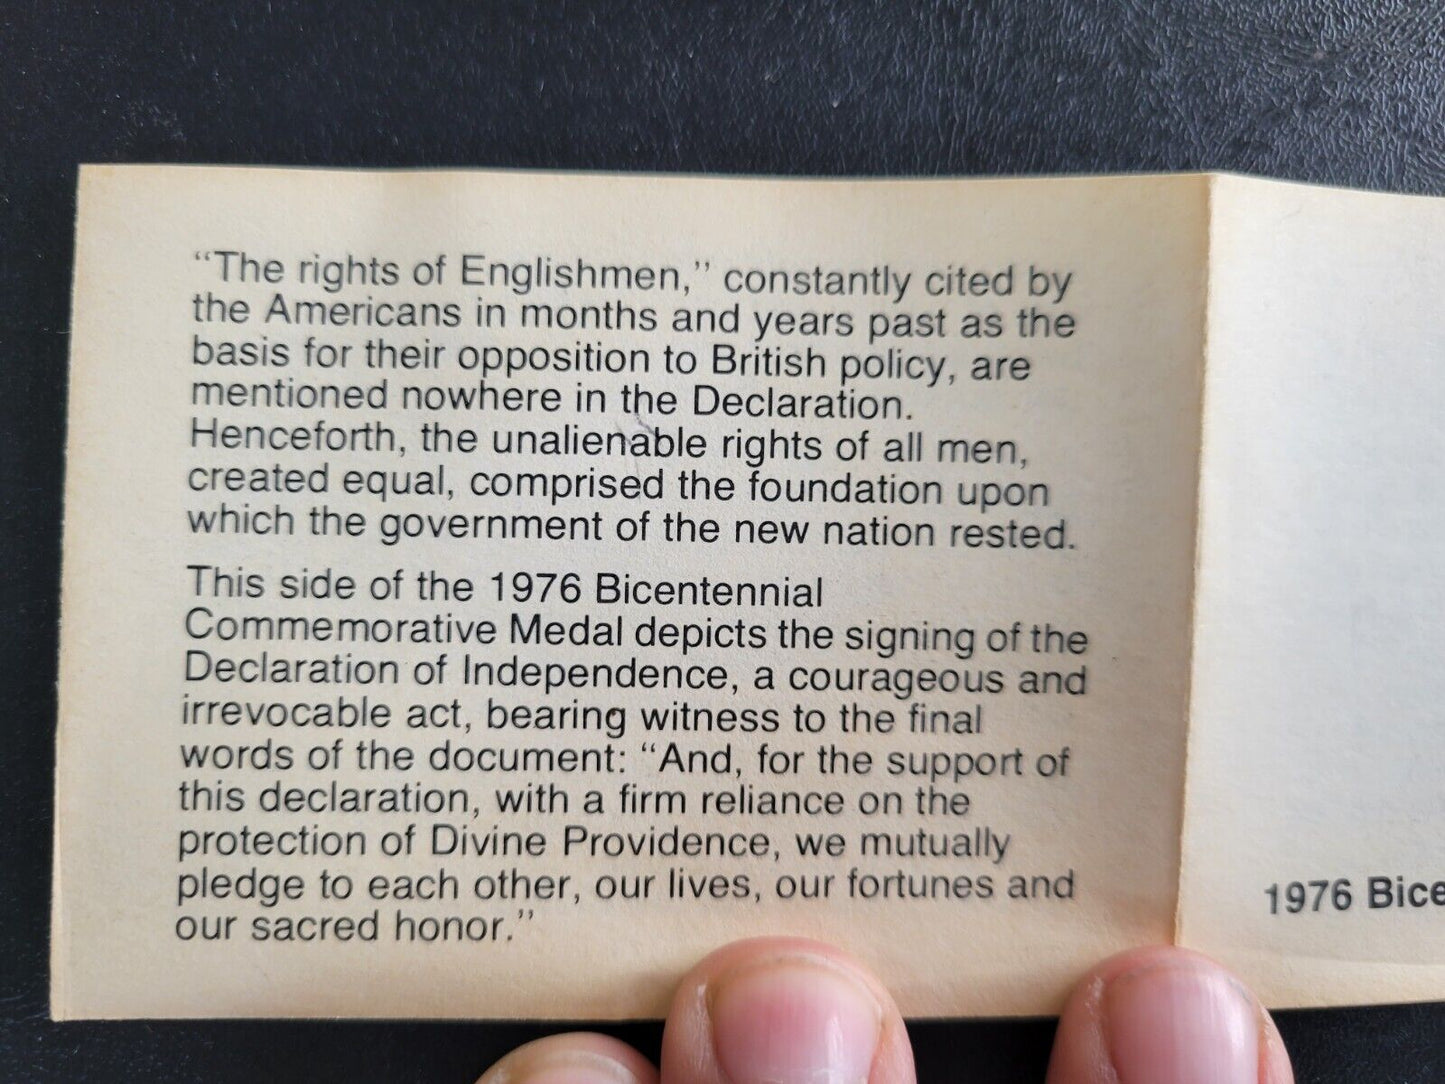 “The rights of Englishmen,” constantly cited by
the Americans in months and years past as the
basis for their opposition to British policy, are
mentioned nowhere in the Declaration.
Henceforth, the unalienable rights of all men,
created equal, comprised the foundation upon
which the government of the new nation rested.
This side of the 1976 Bicentennial
Commemorative Medal depicts the signing of the
Declaration of Independence, a courageous and
irrevocable act, bearing witness to the final
words of the document: “And, for the support of
this declaration, with a firm reliance on the
protection of Divine Providence, we mutually
pledge to each other, our lives, our fortunes and
our sacred honor.”
1976 Bice